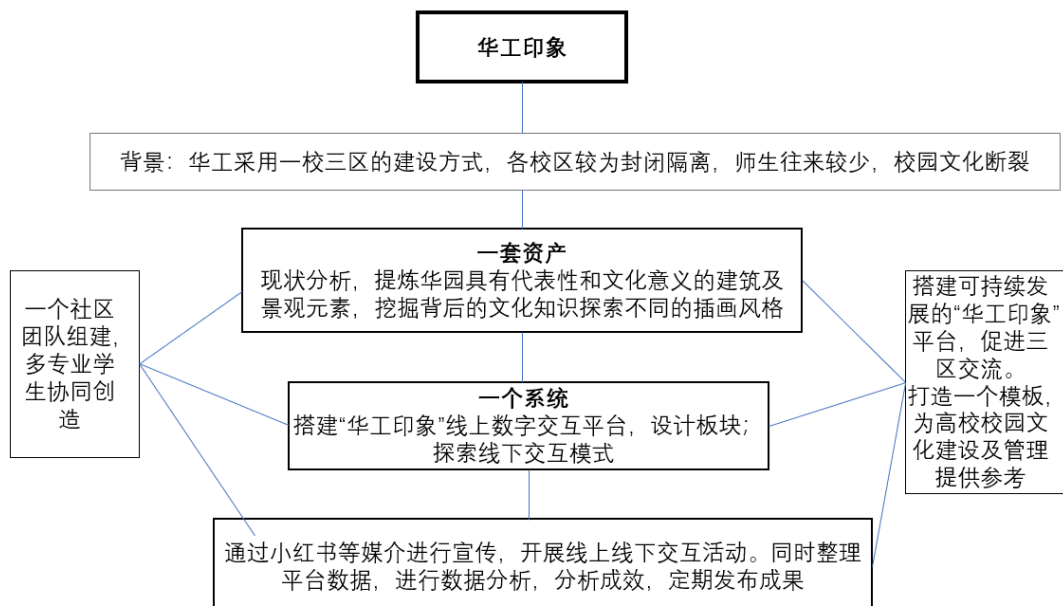 华工印象
背景：华工采用一校三区的建设方式，各校区较为封闭隔离，师生往来较少，校园文化断裂
一套资产
现状分析，提炼华园具有代表性和文化意义的建筑及
景观元素，挖掘背后的文化知识探索不同的插画风格
一个社区
团队组建，
多专业学
生协同创
造
一个系统
搭建“华工印象”线上数字交互平台，设计板块；
探索线下交互模式
搭建可持续发
展的“华工印象”
平台，促进三
区交流。
打造一个模板，
为高校校园文
化建设及管理
提供参考
通过小红书等媒介进行宣传，开展线上线下交互活动。同时整理
平台数据，进行数据分析，分析成效，定期发布成果